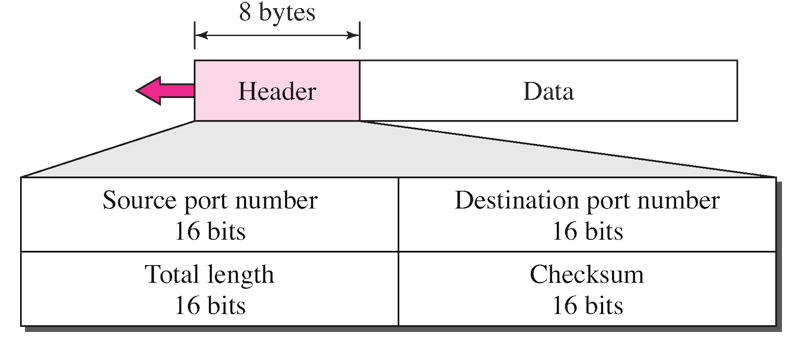 8 bytes
Header
Data
Source port number
16 bits
Destination port number
16 bits
Total length
16 bits
Checksum
16 bits